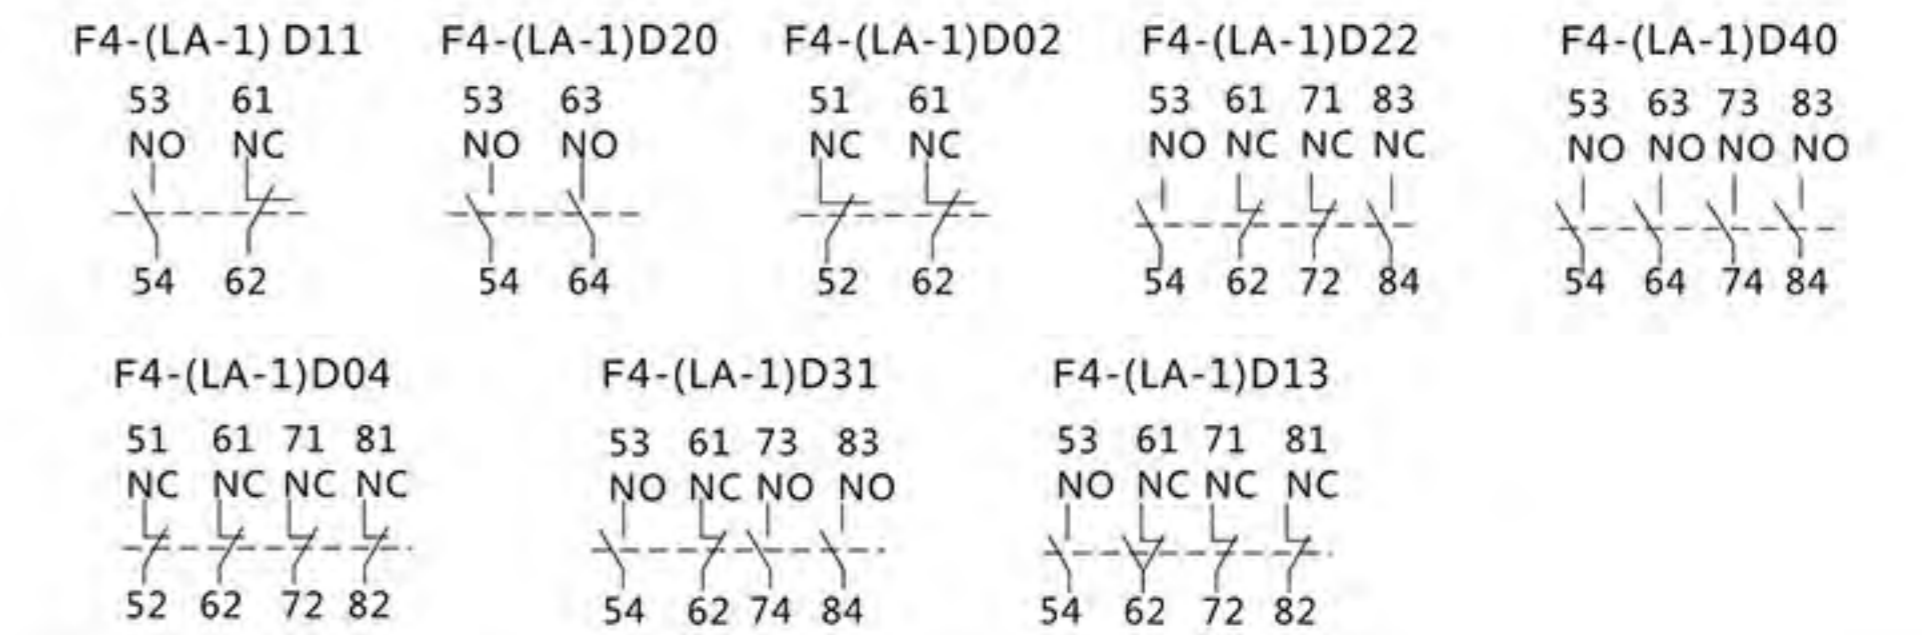 F4-(LA-1) D11 F4-(LA-1)D20 F4-(LA-1)D02 F4-(LA-1)D22 F4-(LA-1)D40
53 61 53 63 51 61 53 61 71 83 53 63 73 83
NO NC NO NO NC NC NO NC NC NC NO NO NO NO
54 62 54 64 52 62 54 62 72 84 54 64 74 84
F4-(LA-1)D04 F4-(LA-1)D31 F4-(LA-1)D13
51 61 71 81 53 61 73 83 53 61 71 81
NC NC NC NC NO NC NO NO NO NC NC NC
52 62 72 82 54 62 74 84 54 62 72 82